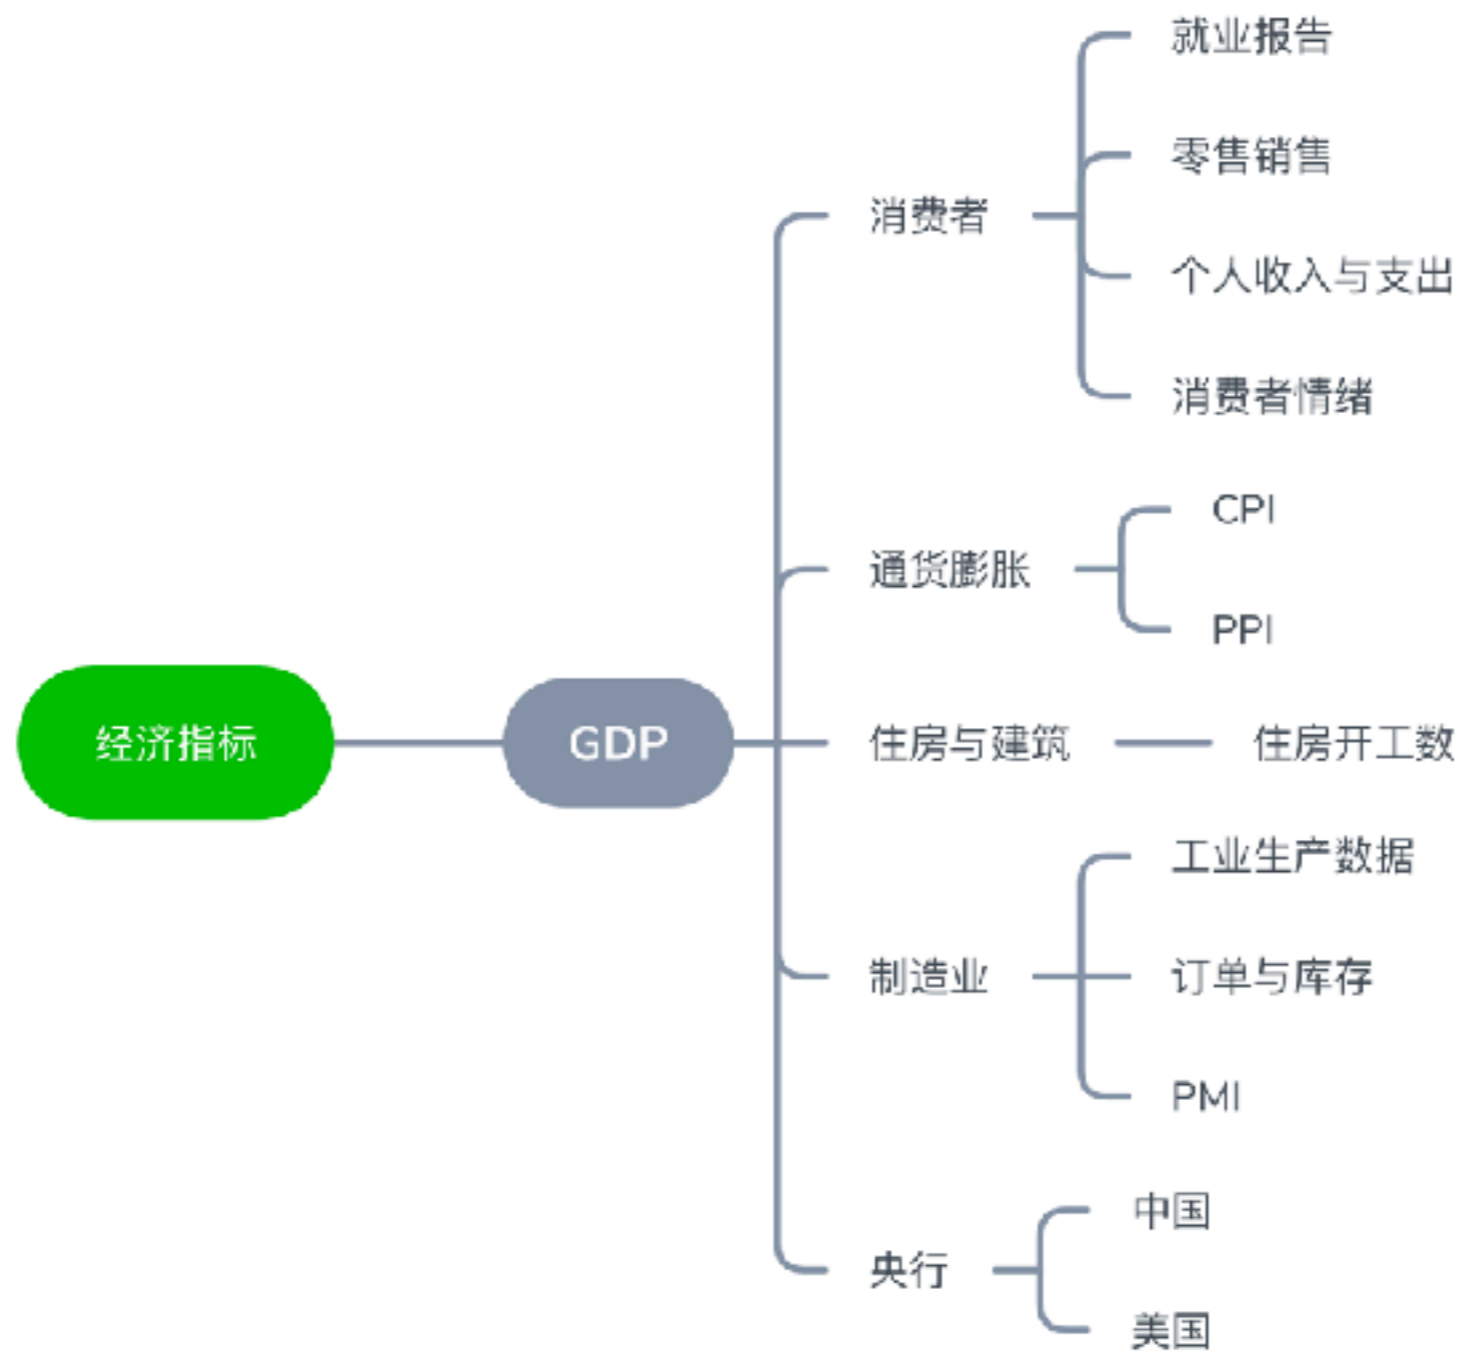 经济指标
GDP
消费者
就业报告
零售销售
个人收入与支出
消费者情绪
通货膨胀
CPI
PPI
住房与建筑
住房开工数
制造业
工业生产数据
订单与库存
PMI
央行
中国
美国